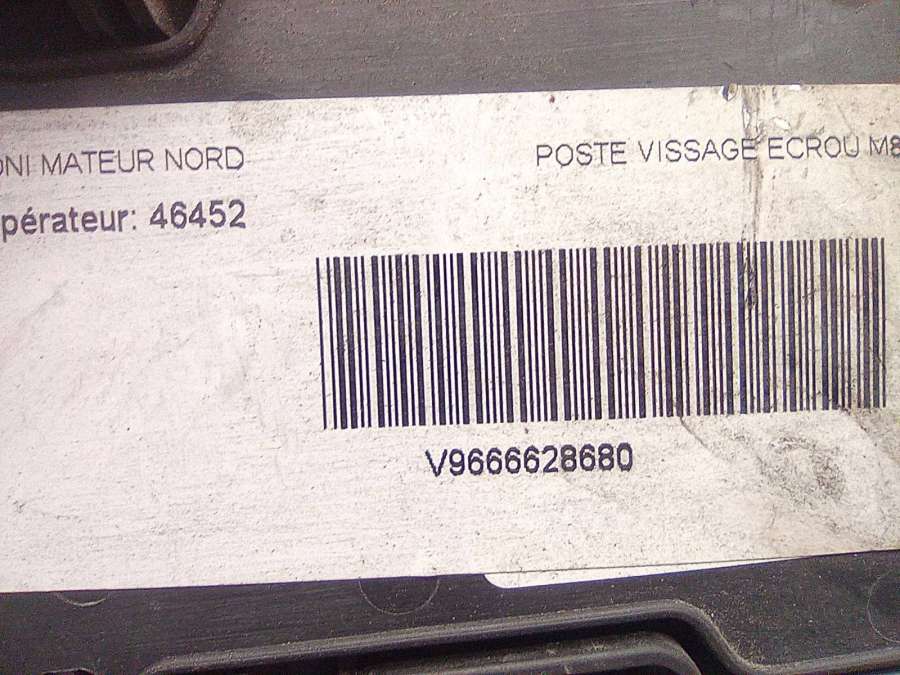 ONI MATEUR NORD
POSTE VISSAGE ECROU M8
pérateur: 46452
V9666628680